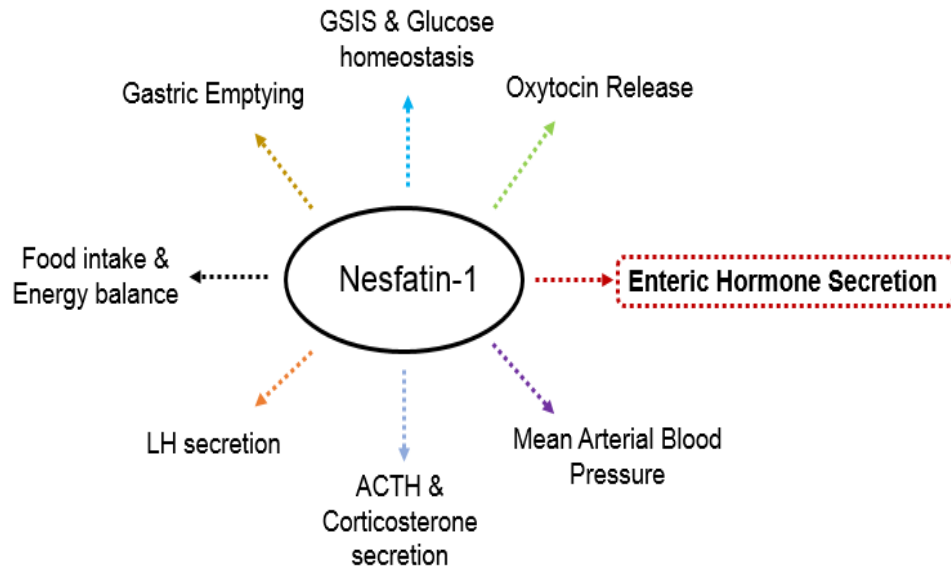 GSIS & Glucose
homeostasis
Gastric Emptying
Oxytocin Release
Food intake &
Energy balance
Nesfatin-1
Enteric Hormone Secretion
LH secretion
Mean Arterial Blood
Pressure
ACTH &
Corticosterone
secretion